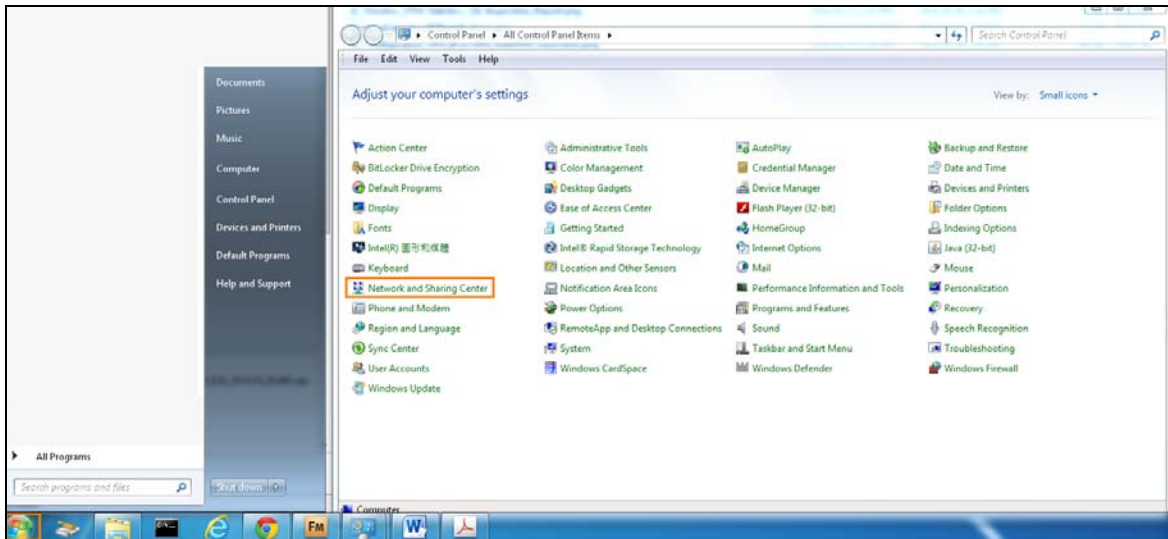 Control Panel ▸ All Control Panel Items ▸
Search Control Panel
File Edit View Tools Help
Adjust your computer's settings
View by: Small icons
Action Center Administrative Tools AutoPlay Backup and Restore
BitLocker Drive Encryption Color Management Credential Manager Date and Time
Default Programs Desktop Gadgets Device Manager Devices and Printers
Display Ease of Access Center Flash Player (32-bit) Folder Options
Fonts Getting Started HomeGroup Indexing Options
Intel(R) 圖形和媒體 Intel® Rapid Storage Technology Internet Options Java (32-bit)
Keyboard Location and Other Sensors Mail Mouse
Network and Sharing Center Notification Area Icons Performance Information and Tools Personalization
Phone and Modem Power Options Programs and Features Recovery
Region and Language RemoteApp and Desktop Connections Sound Speech Recognition
Sync Center System Taskbar and Start Menu Troubleshooting
User Accounts Windows CardSpace Windows Defender Windows Firewall
Windows Update
Computer
Documents
Pictures
Music
Computer
Control Panel
Devices and Printers
Default Programs
Help and Support
All Programs
Search programs and files
Shut down
Fm
W